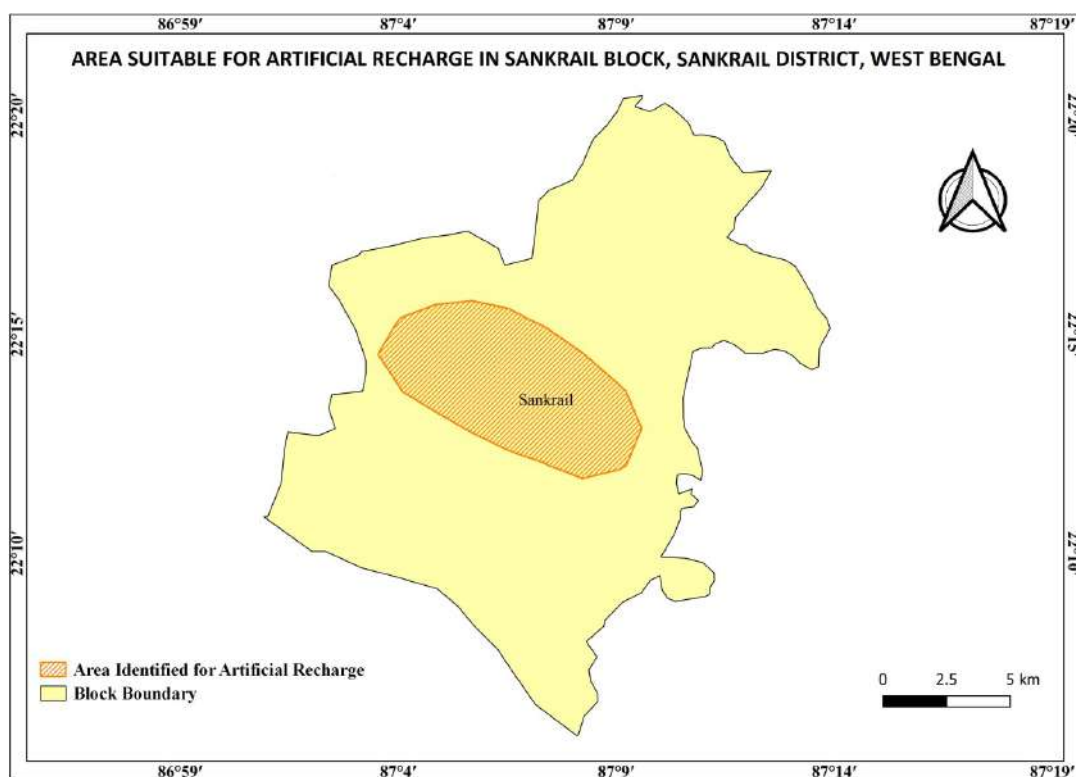 86°59′ 87°4′ 87°9′ 87°14′ 87°19′
AREA SUITABLE FOR ARTIFICIAL RECHARGE IN SANKRAIL BLOCK, SANKRAIL DISTRICT, WEST BENGAL
22°20′ 22°20′
22°15′ 22°15′
Sankrail
22°10′ 22°10′
Area Identified for Artificial Recharge
Block Boundary
0 2.5 5 km
86°59′ 87°4′ 87°9′ 87°14′ 87°19′